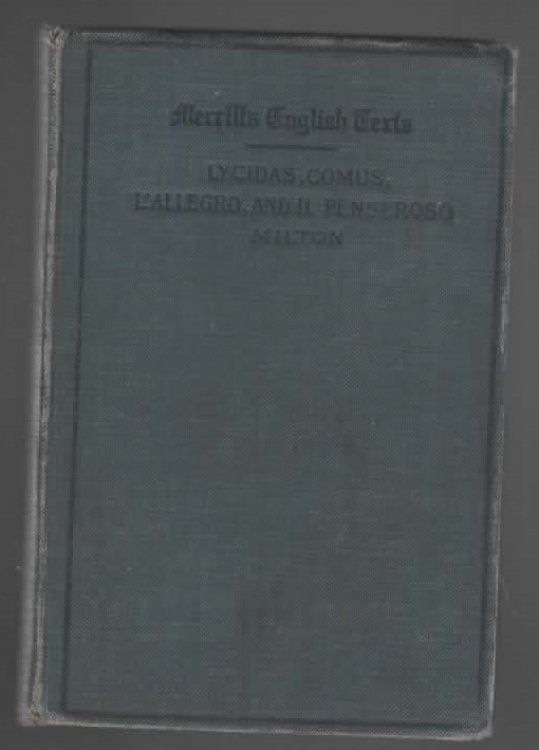 Merrill's English Texts
LYCIDAS, COMUS,
L'ALLEGRO, AND IL PENSEROSO
MILTON